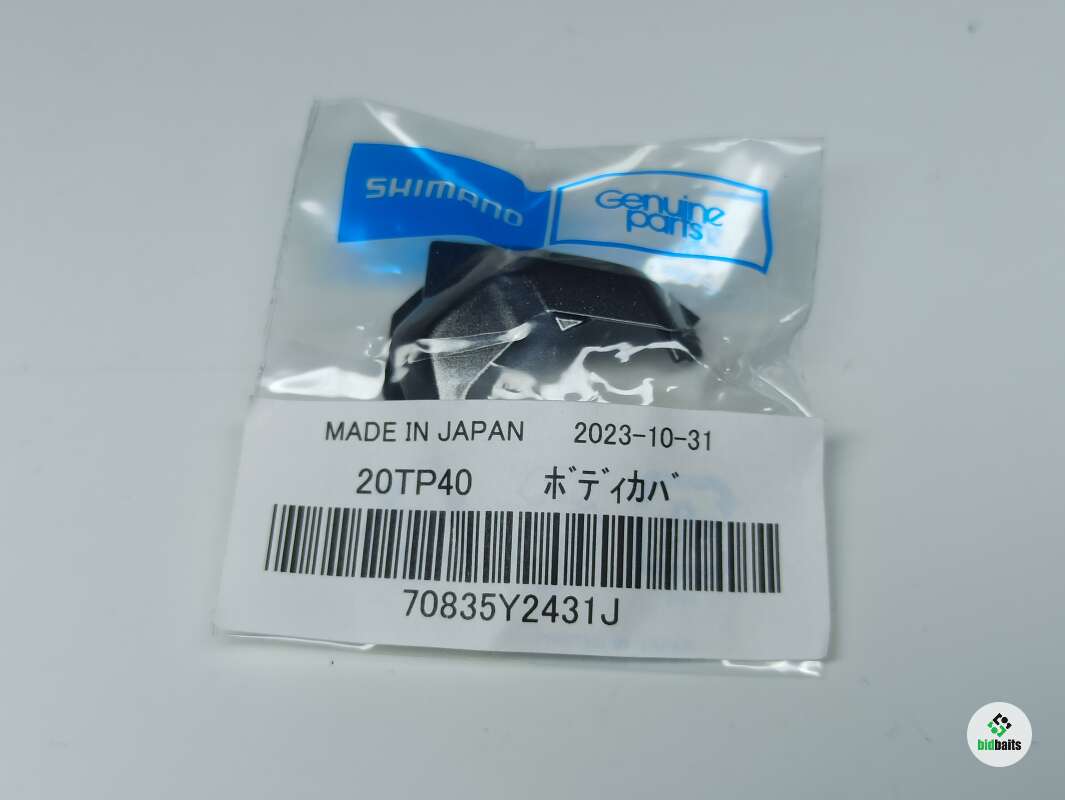 SHIMANO
Genuine
parts
MADE IN JAPAN 2023-10-31
20TP40 ﾎﾞﾃﾞｨｶﾊﾞ
70835Y2431J
bidbaits